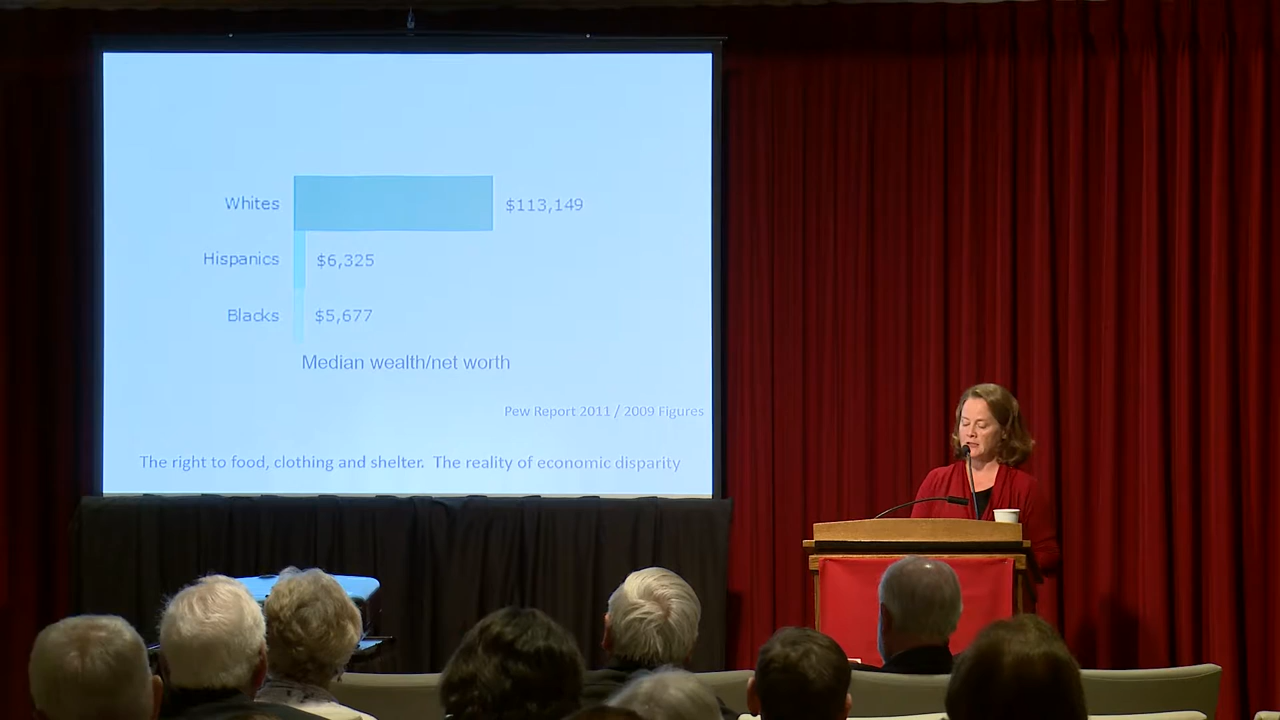 Whites $113,149
Hispanics $6,325
Blacks $5,677
Median wealth/net worth
Pew Report 2011 / 2009 Figures
The right to food, clothing and shelter. The reality of economic disparity